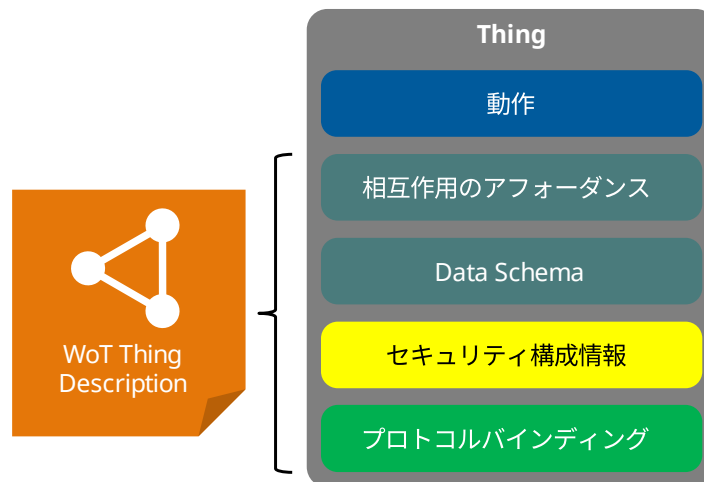 Thing
動作
相互作用のアフォーダンス
Data Schema
セキュリティ構成情報
プロトコルバインディング
WoT Thing
Description